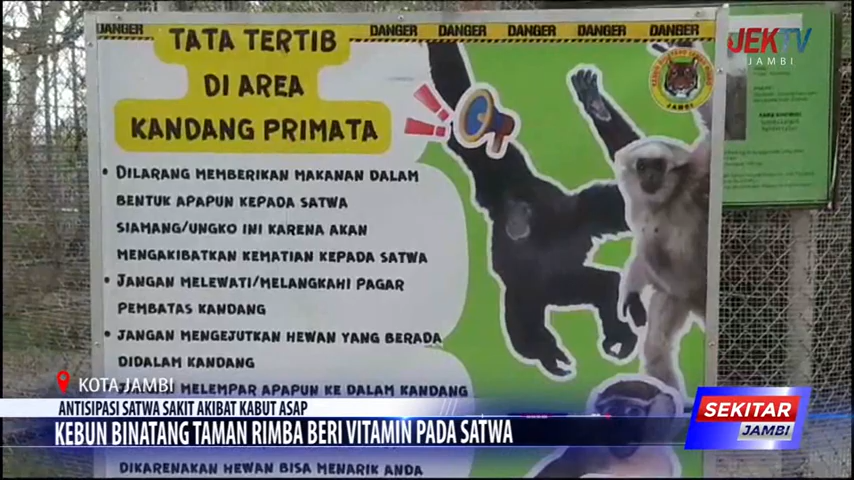 DANGER DANGER DANGER DANGER DANGER DANGER
TATA TERTIB
DI AREA
KANDANG PRIMATA
• DILARANG MEMBERIKAN MAKANAN DALAM
BENTUK APAPUN KEPADA SATWA
SIAMANG/UNGKO INI KARENA AKAN
MENGAKIBATKAN KEMATIAN KEPADA SATWA
• JANGAN MELEWATI/MELANGKAHI PAGAR
PEMBATAS KANDANG
• JANGAN MENGEJUTKAN HEWAN YANG BERADA
DIDALAM KANDANG
MELEMPAR APAPUN KE DALAM KANDANG
DIKARENAKAN HEWAN BISA MENARIK ANDA
JAMBI
JEKTV
JAMBI
KOTA JAMBI
ANTISIPASI SATWA SAKIT AKIBAT KABUT ASAP
KEBUN BINATANG TAMAN RIMBA BERI VITAMIN PADA SATWA
SEKITAR
JAMBI